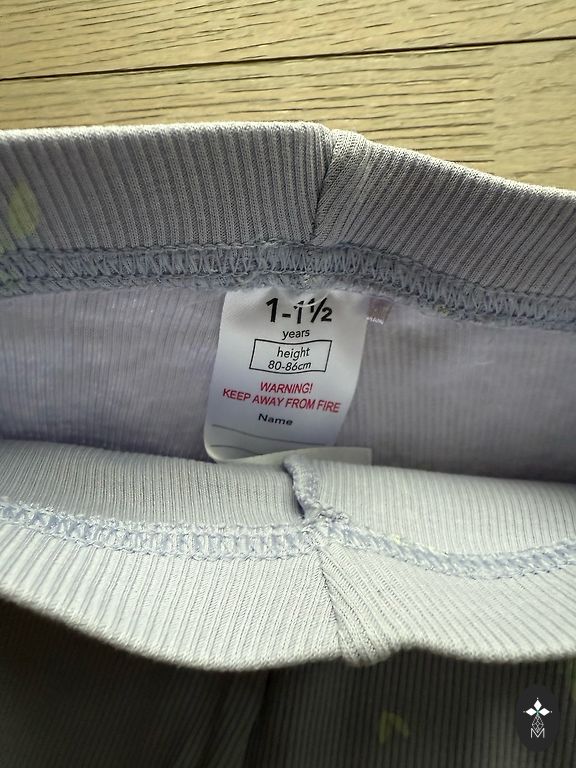 1-1½
years
height
80-86cm
WARNING!
KEEP AWAY FROM FIRE
Name
M